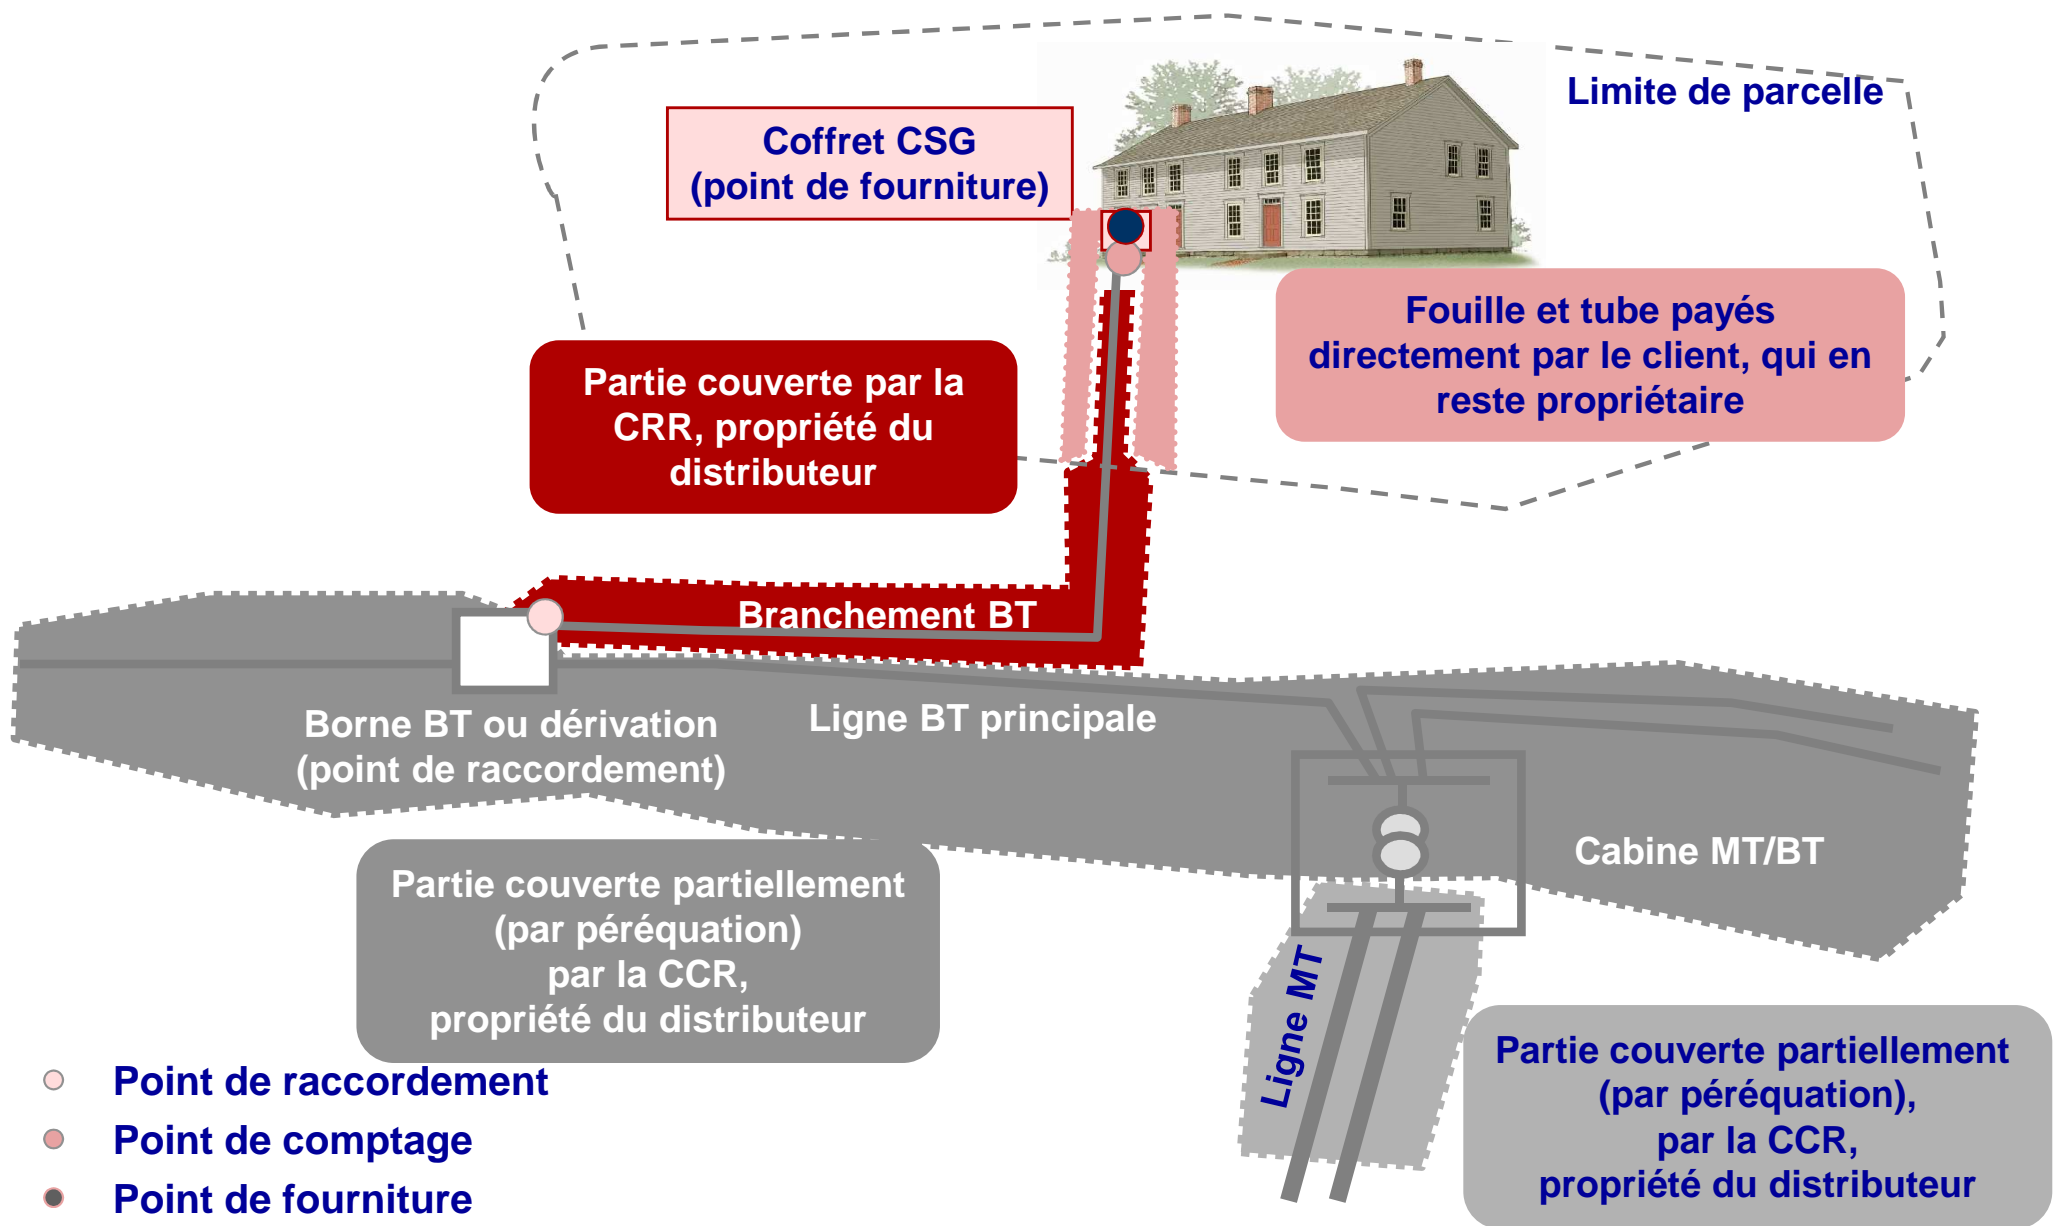 Limite de parcelle
Coffret CSG
(point de fourniture)
Fouille et tube payés
directement par le client, qui en
reste propriétaire
Partie couverte par la
CRR, propriété du
distributeur
Branchement BT
Borne BT ou dérivation
(point de raccordement)
Ligne BT principale
Cabine MT/BT
Partie couverte partiellement
(par péréquation)
par la CCR,
propriété du distributeur
Ligne MT
Partie couverte partiellement
(par péréquation),
par la CCR,
propriété du distributeur
Point de raccordement
Point de comptage
Point de fourniture